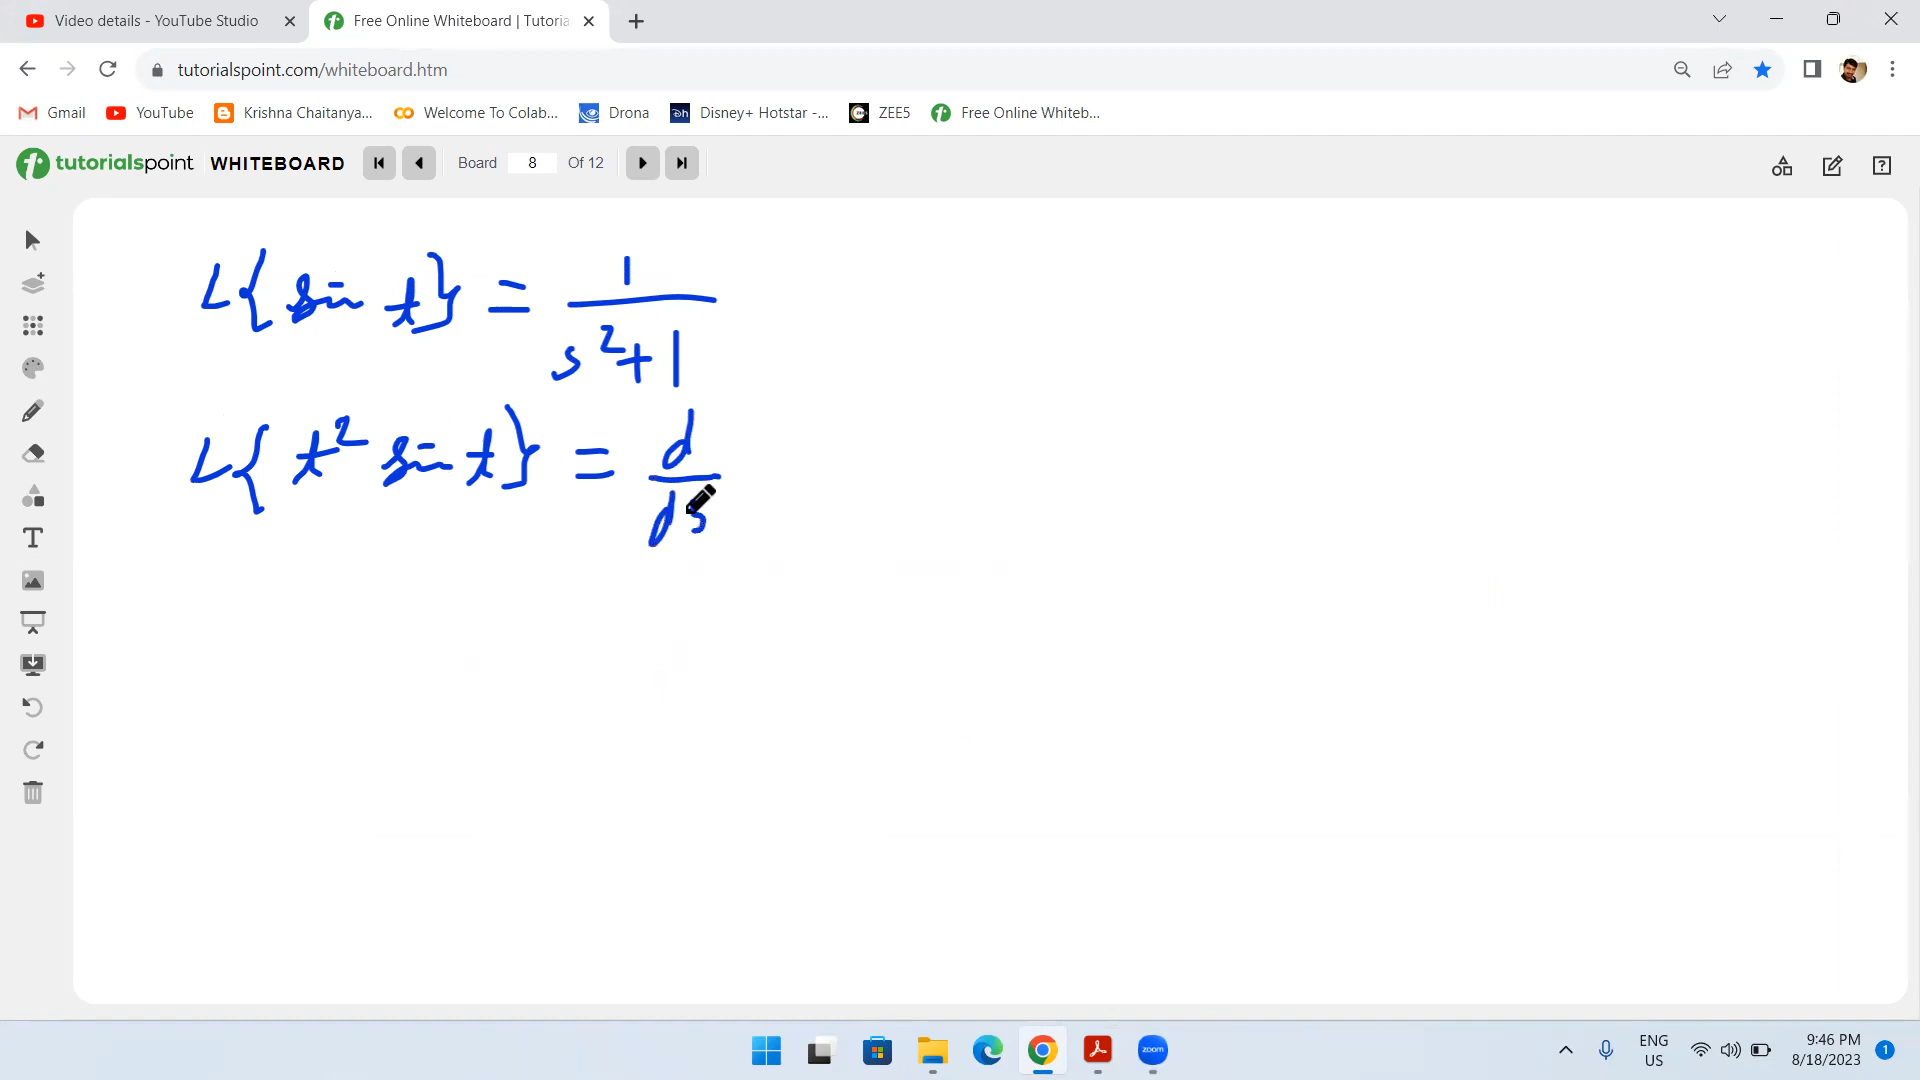 Video details - YouTube Studio
Free Online Whiteboard | Tutoria
tutorialspoint.com/whiteboard.htm
Gmail YouTube Krishna Chaitanya... Welcome To Colab... Drona Disney+ Hotstar -... ZEE5 Free Online Whiteb...
tutorialspoint WHITEBOARD Board 8 Of 12
L{ sin t} = 1 / s²+1
L{ t² sin t} = d / ds
ENG
US
9:46 PM
8/18/2023
1
zoom